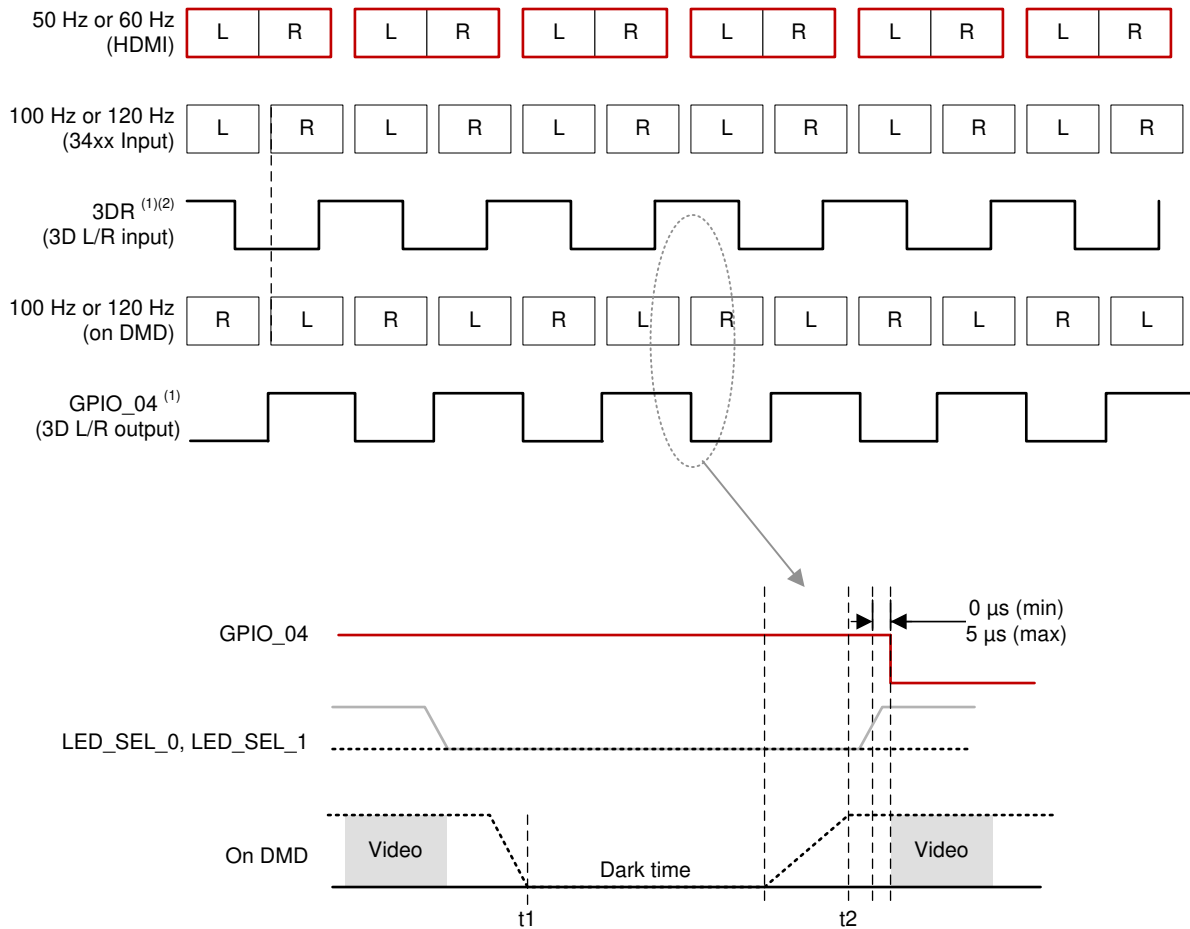 50 Hz or 60 Hz
(HDMI)
L R L R L R L R L R L R
100 Hz or 120 Hz
(34xx Input)
L R L R L R L R L R L R
3DR (1)(2)
(3D L/R input)
100 Hz or 120 Hz
(on DMD)
R L R L R L R L R L R L
GPIO_04 (1)
(3D L/R output)
0 µs (min)
5 µs (max)
GPIO_04
LED_SEL_0, LED_SEL_1
On DMD
Video
Dark time
Video
t1
t2